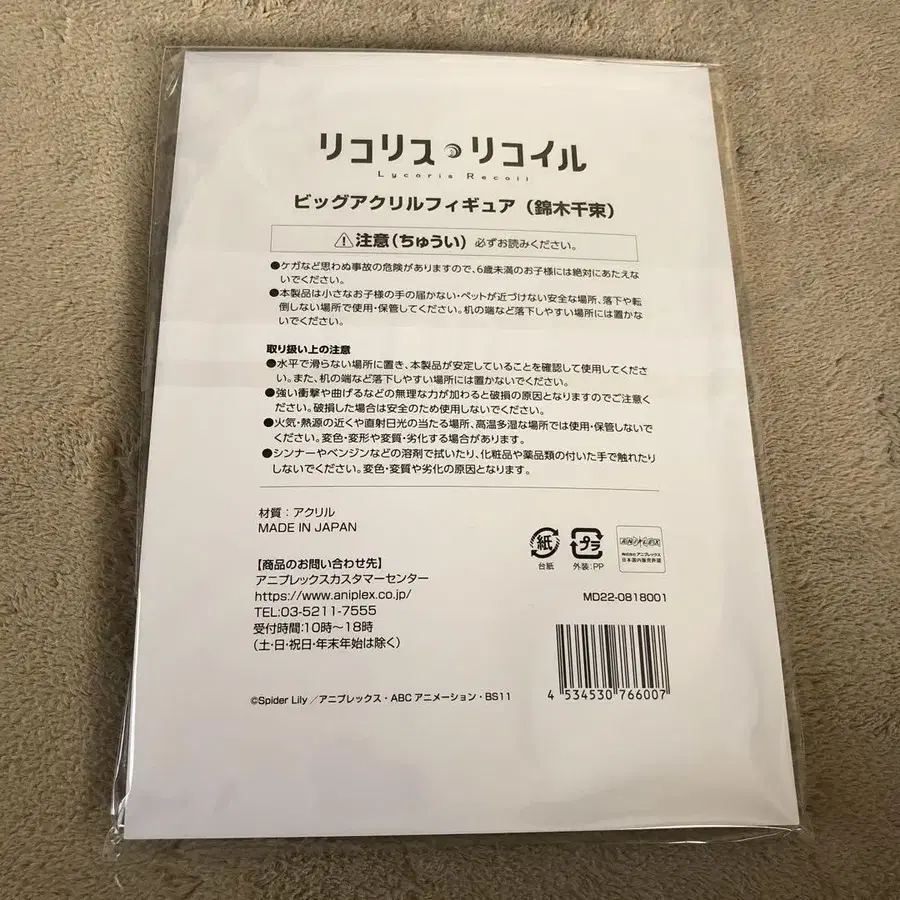 リコリス リコイル
Lycoris Recoil
ビッグアクリルフィギュア（錦木千束）
注意（ちゅうい）必ずお読みください。
●ケガなど思わぬ事故の危険がありますので、6歳未満のお子様には絶対にあたえな
いでください。
●本製品は小さなお子様の手の届かない・ペットが近づけない安全な場所、落下や転
倒しない場所で使用・保管してください。机の端など落下しやすい場所には置かな
いでください。
取り扱い上の注意
●水平で滑らない場所に置き、本製品が安定していることを確認して使用してくださ
い。また、机の端など落下しやすい場所には置かないでください。
●強い衝撃や曲げるなどの無理な力が加わると破損の原因となりますのでご注意く
ださい。破損した場合は安全のため使用しないでください。
●火気・熱源の近くや直射日光の当たる場所、高温多湿な場所では使用・保管しないで
ください。変色・変形や変質・劣化する場合があります。
●シンナーやベンジンなどの溶剤で拭いたり、化粧品や薬品類の付いた手で触れたり
しないでください。変色・変質や劣化の原因となります。
材質：アクリル
MADE IN JAPAN
【商品のお問い合わせ先】
アニプレックスカスタマーセンター
https://www.aniplex.co.jp/
TEL:03-5211-7555
受付時間：10時～18時
（土・日・祝日・年末年始は除く）
紙
台紙
プラ
外装：PP
ANIPLEX
株式会社アニプレックス
日本国内販売許諾
MD22-0818001
4 534530 766007
©Spider Lily／アニプレックス・ABCアニメーション・BS11